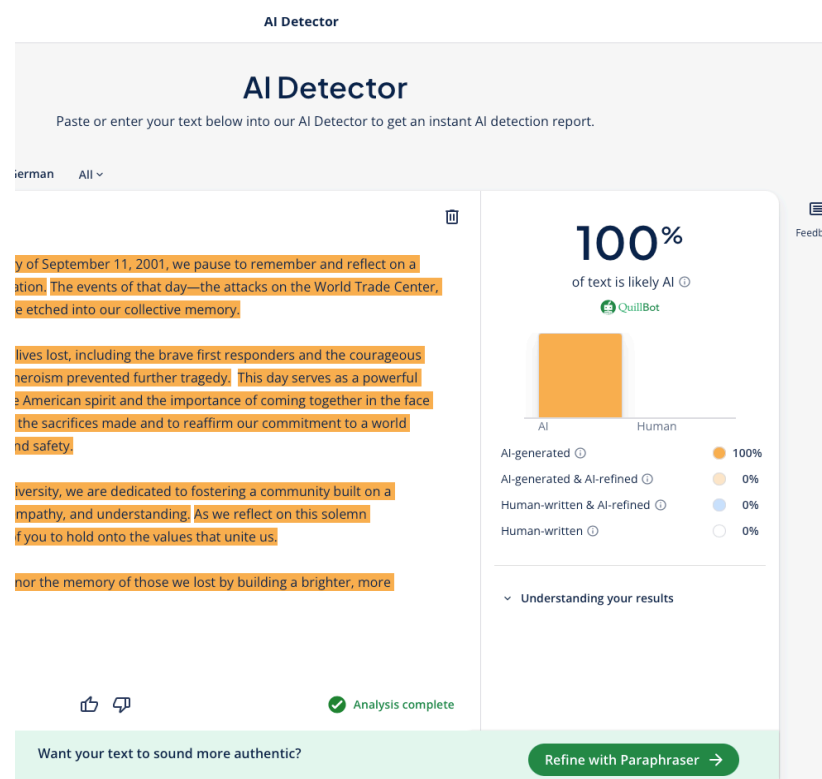 AI Detector
AI Detector
Paste or enter your text below into our AI Detector to get an instant AI detection report.
German All
y of September 11, 2001, we pause to remember and reflect on a
ation. The events of that day—the attacks on the World Trade Center,
e etched into our collective memory.
lives lost, including the brave first responders and the courageous
heroism prevented further tragedy. This day serves as a powerful
e American spirit and the importance of coming together in the face
the sacrifices made and to reaffirm our commitment to a world
nd safety.
iversity, we are dedicated to fostering a community built on a
mpathy, and understanding. As we reflect on this solemn
f you to hold onto the values that unite us.
nor the memory of those we lost by building a brighter, more
Analysis complete
Want your text to sound more authentic?
100%
of text is likely AI
QuillBot
AI Human
AI-generated 100%
AI-generated & AI-refined 0%
Human-written & AI-refined 0%
Human-written 0%
Understanding your results
Refine with Paraphraser
Feedb